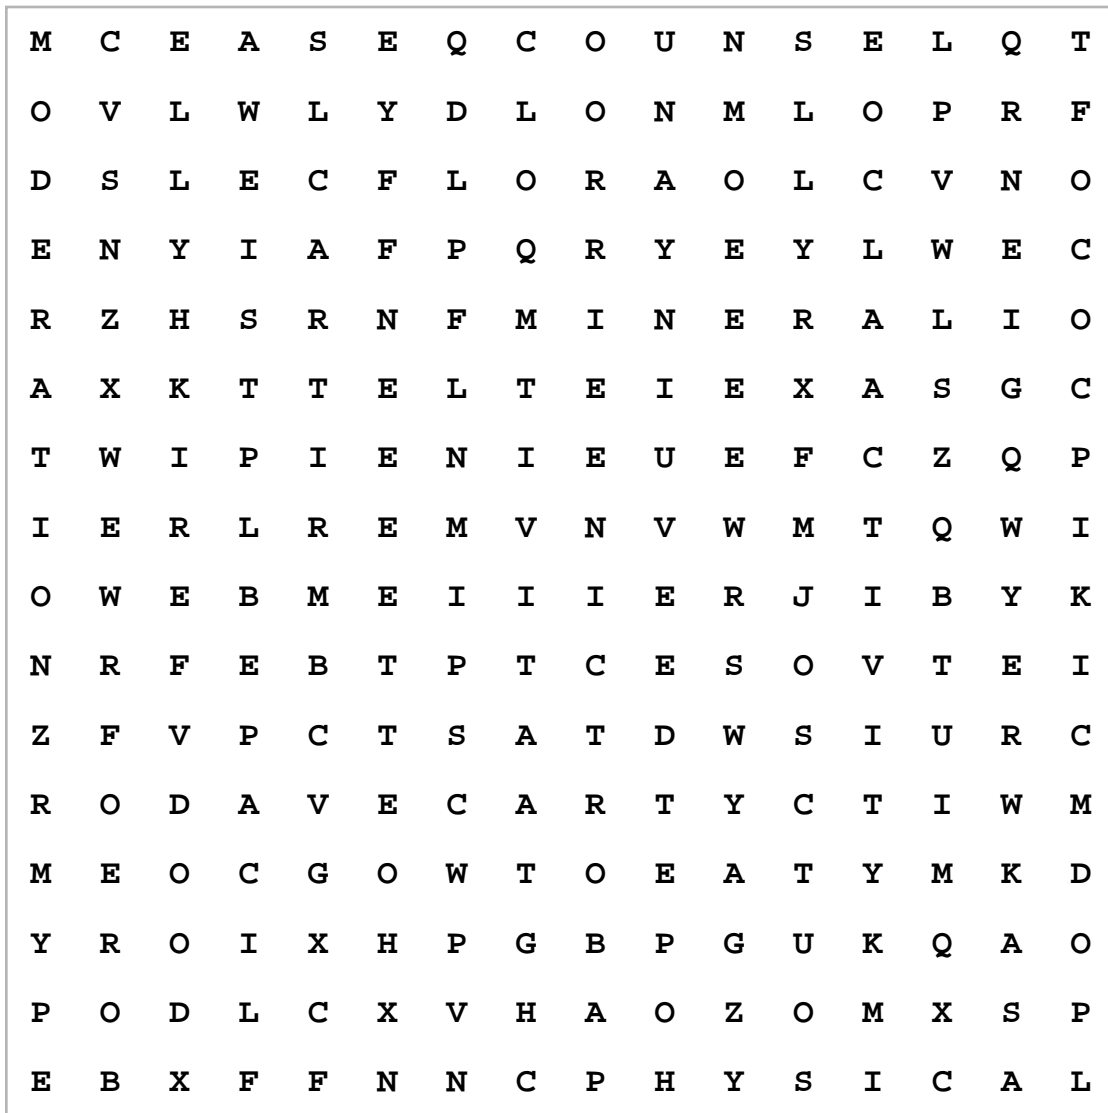 M C E A S E Q C O U N S E L Q T
O V L W L Y D L O N M L O P R F
D S L E C F L O R A O L C V N O
E N Y I A F P Q R Y E Y L W E C
R Z H S R N F M I N E R A L I O
A X K T T E L T E I E X A S G C
T W I P I E N I E U E F C Z Q P
I E R L R E M V N V W M T Q W I
O W E B M E I I I E R J I B Y K
N R F E B T P T C E S O V T E I
Z F V P C T S A T D W S I U R C
R O D A V E C A R T Y C T I W M
M E O C G O W T O E A T Y M K D
Y R O I X H P G B P G U K Q A O
P O D L C X V H A O Z O M X S P
E B X F F N N C P H Y S I C A L